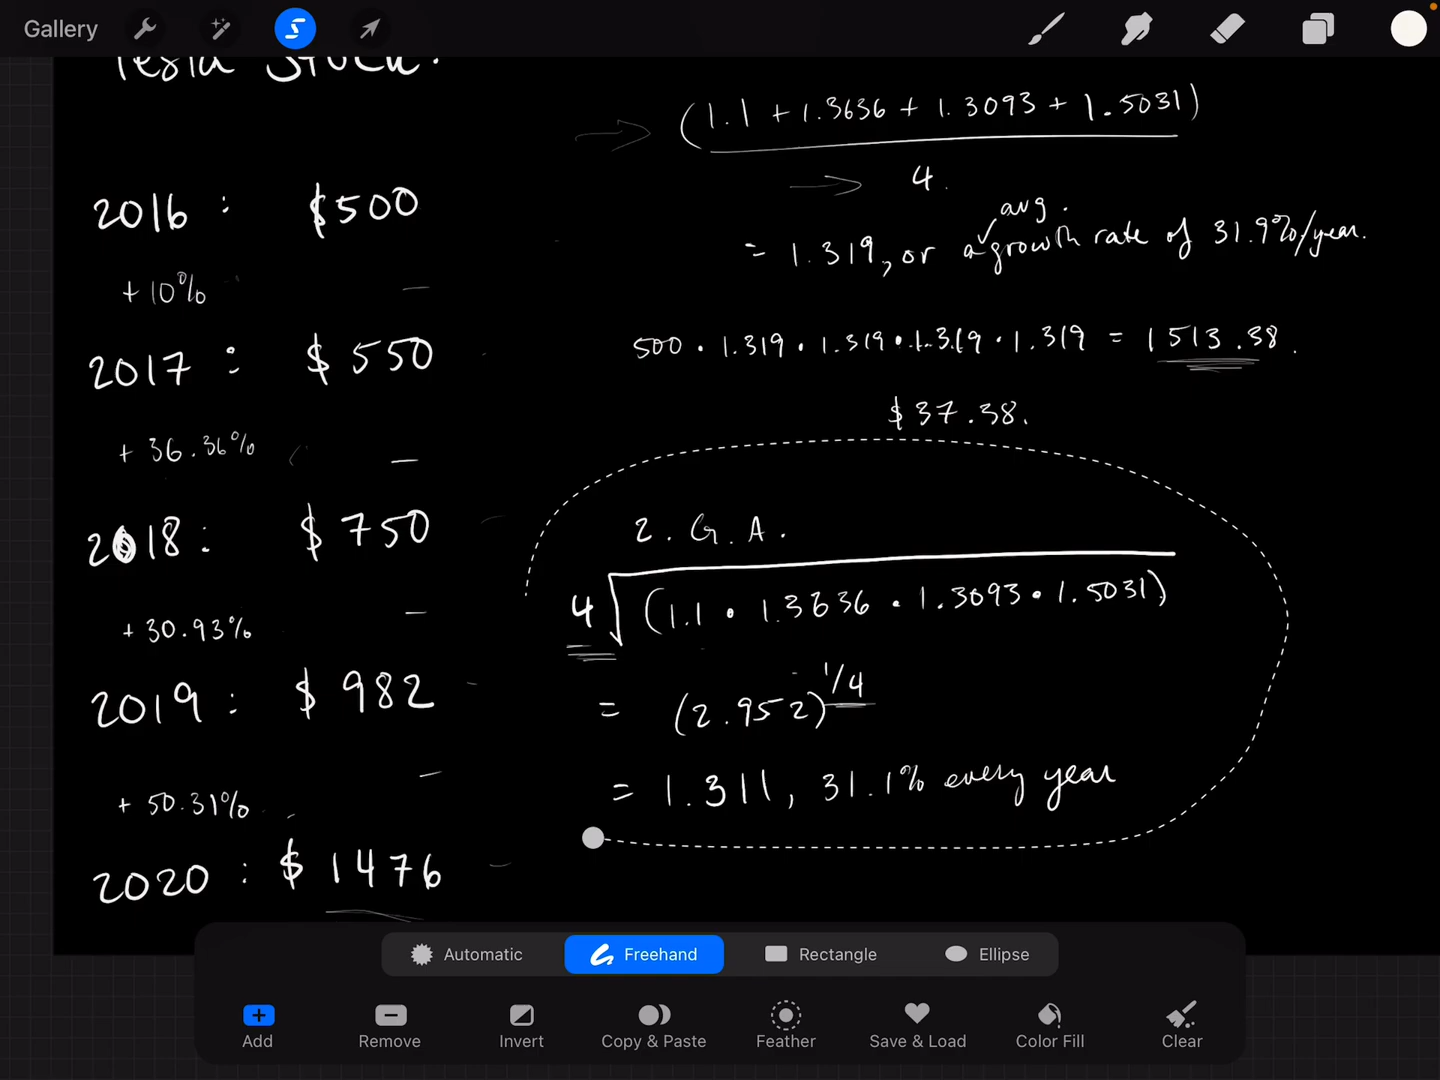 Gallery
Tesla Stock:
2016 : $500
+ 10%
2017 : $550
+ 36.36%
2018 : $750
+ 30.93%
2019 : $982
+ 50.31%
2020 : $1476
(1.1 + 1.3636 + 1.3093 + 1.5031)
4
avg.
= 1.319, or a growth rate of 31.9%/year.
500 • 1.319 • 1.319 • 1.319 • 1.319 = 1513.38.
$37.38.
2. G.A.
4√(1.1 • 1.3636 • 1.3093 • 1.5031)
= (2.952)^1/4
= 1.311, 31.1% every year
Automatic Freehand Rectangle Ellipse
Add Remove Invert Copy & Paste Feather Save & Load Color Fill Clear